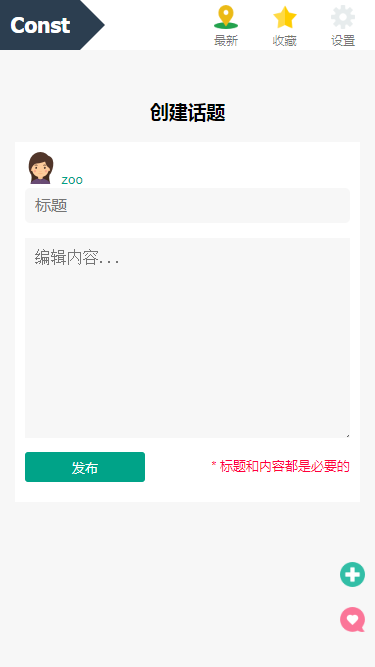 Const
最新 收藏 设置
创建话题
zoo
标题
编辑内容...
发布 * 标题和内容都是必要的